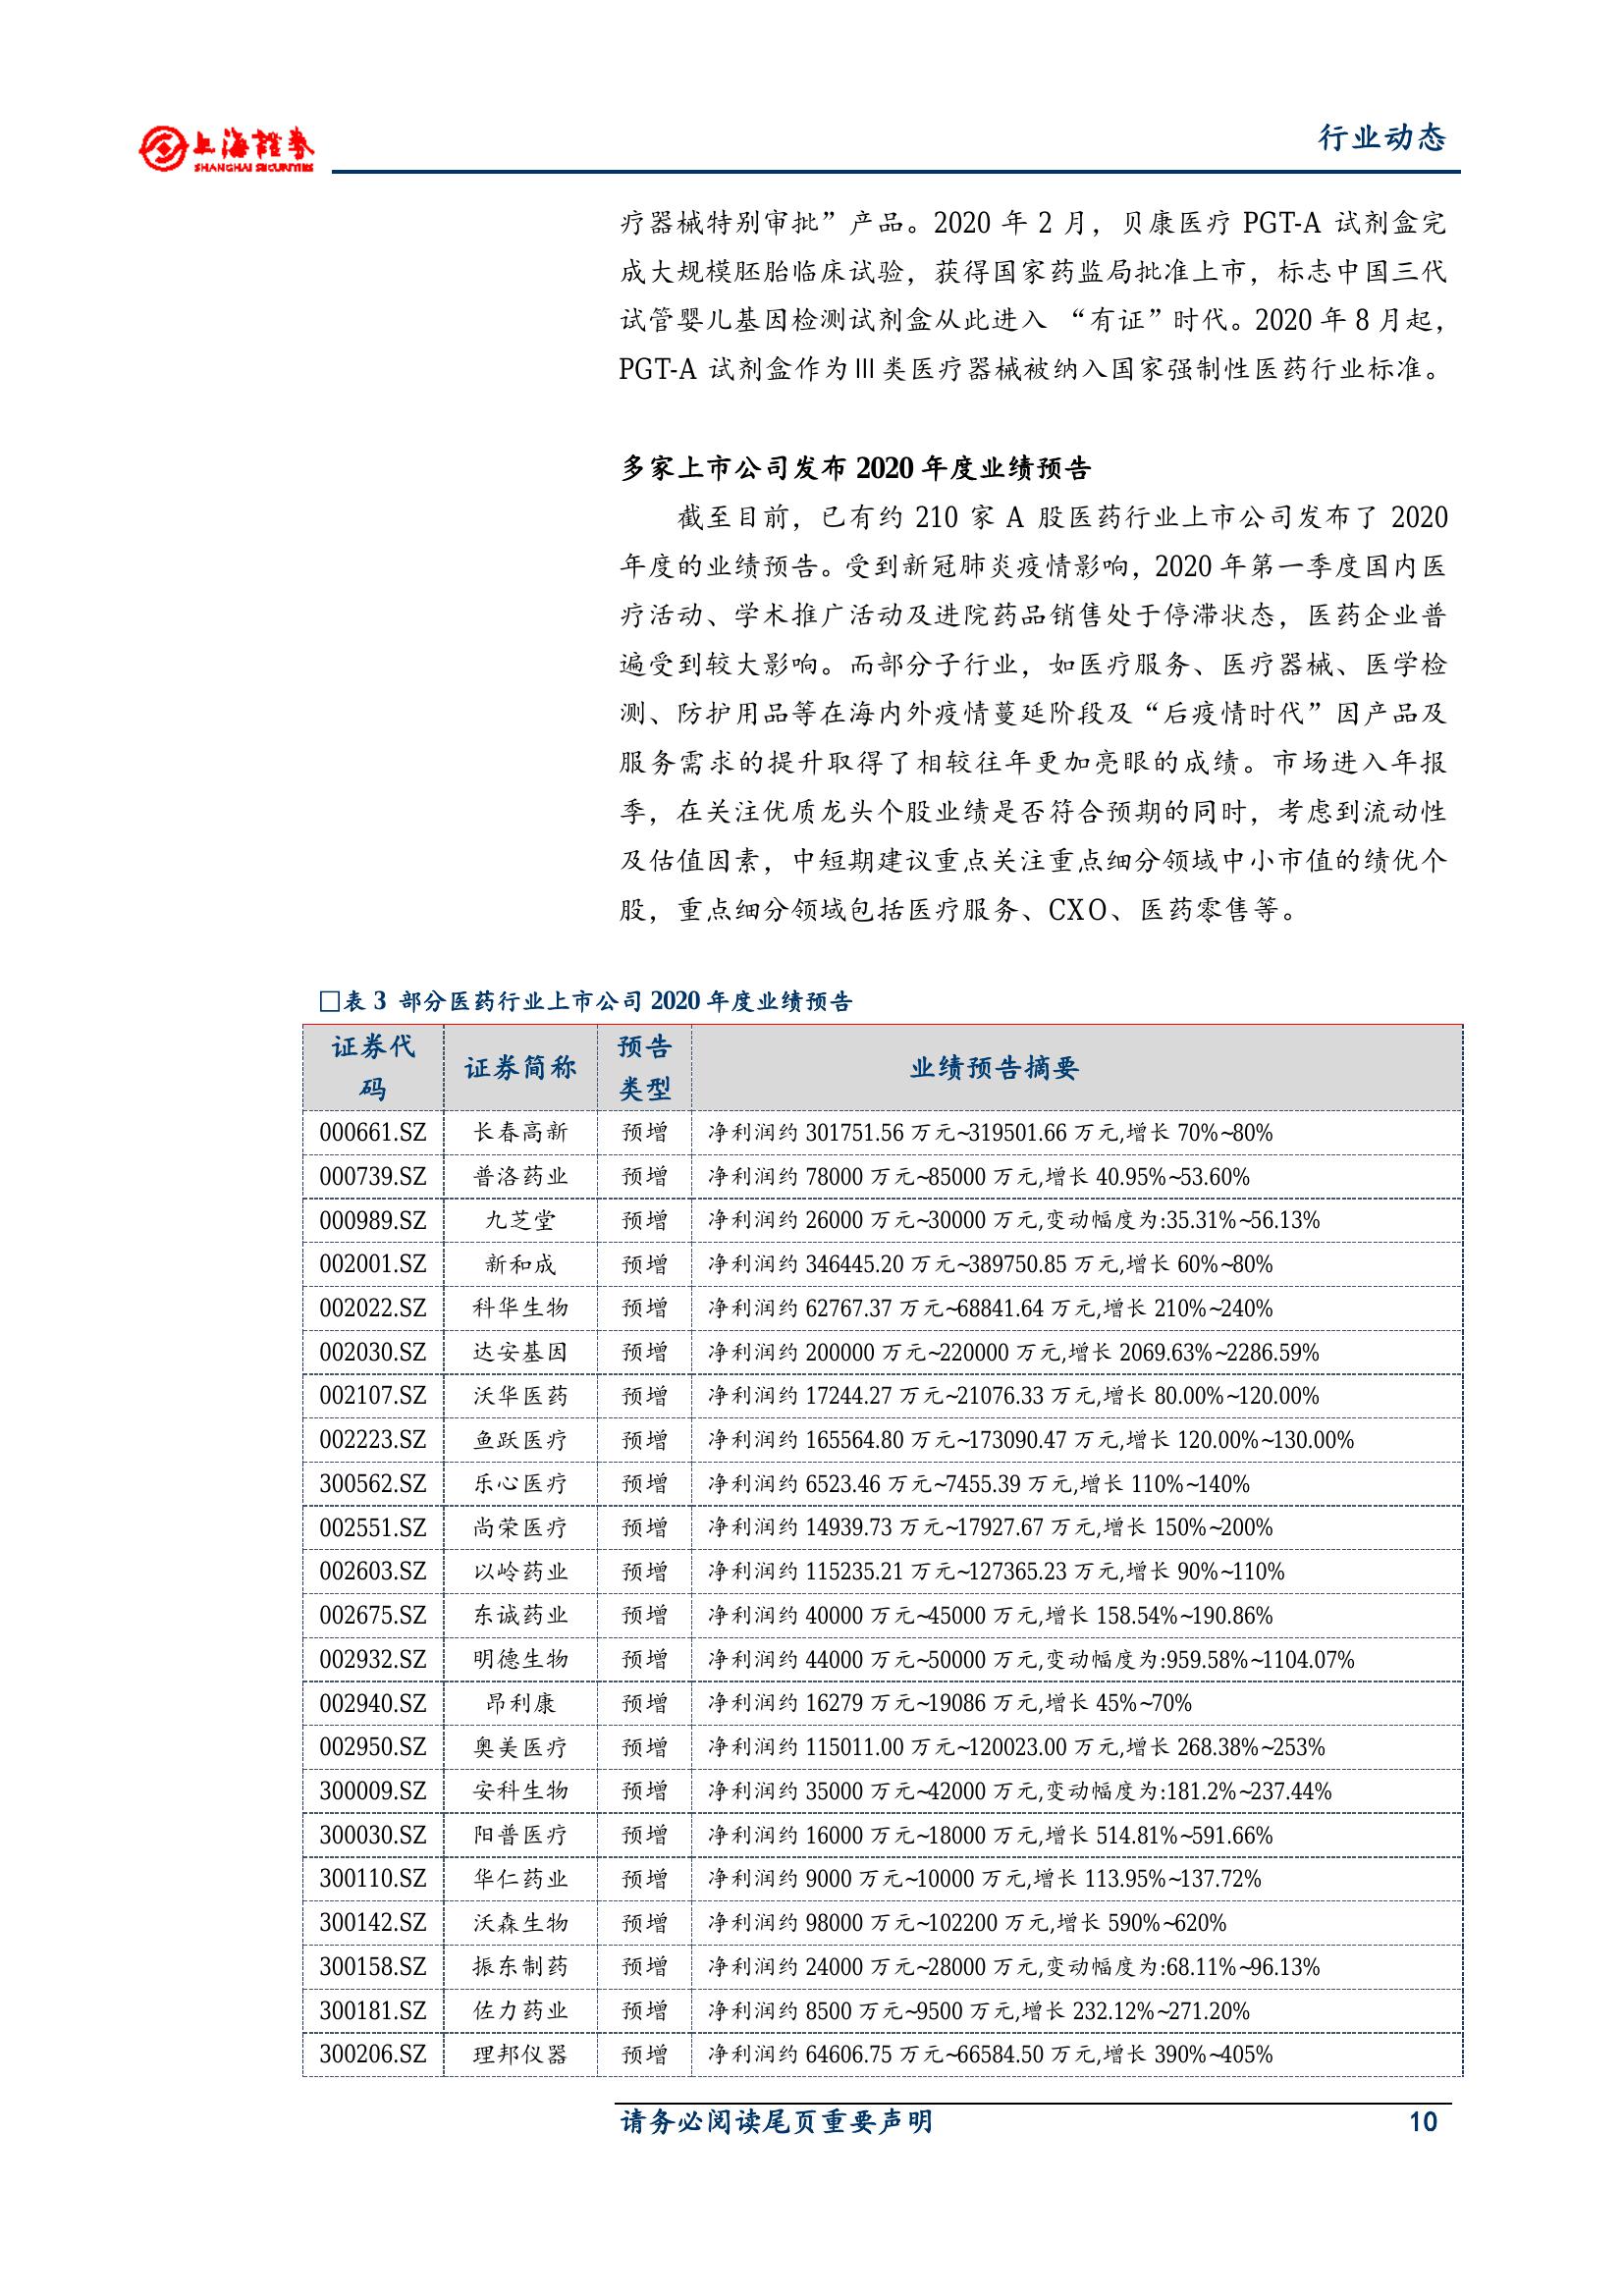 上海證券
SHANGHAI SECURITIES
行业动态
疗器械特别审批”产品。2020 年 2 月，贝康医疗 PGT-A 试剂盒完
成大规模胚胎临床试验，获得国家药监局批准上市，标志中国三代
试管婴儿基因检测试剂盒从此进入 “有证”时代。2020 年 8 月起，
PGT-A 试剂盒作为Ⅲ类医疗器械被纳入国家强制性医药行业标准。
多家上市公司发布 2020 年度业绩预告
截至目前，已有约 210 家 A 股医药行业上市公司发布了 2020
年度的业绩预告。受到新冠肺炎疫情影响，2020 年第一季度国内医
疗活动、学术推广活动及进院药品销售处于停滞状态，医药企业普
遍受到较大影响。而部分子行业，如医疗服务、医疗器械、医学检
测、防护用品等在海内外疫情蔓延阶段及“后疫情时代”因产品及
服务需求的提升取得了相较往年更加亮眼的成绩。市场进入年报
季，在关注优质龙头个股业绩是否符合预期的同时，考虑到流动性
及估值因素，中短期建议重点关注重点细分领域中小市值的绩优个
股，重点细分领域包括医疗服务、CXO、医药零售等。
□表 3 部分医药行业上市公司 2020 年度业绩预告
证券代码 证券简称 预告类型 业绩预告摘要
000661.SZ 长春高新 预增 净利润约 301751.56 万元~319501.66 万元,增长 70%~80%
000739.SZ 普洛药业 预增 净利润约 78000 万元~85000 万元,增长 40.95%~53.60%
000989.SZ 九芝堂 预增 净利润约 26000 万元~30000 万元,变动幅度为:35.31%~56.13%
002001.SZ 新和成 预增 净利润约 346445.20 万元~389750.85 万元,增长 60%~80%
002022.SZ 科华生物 预增 净利润约 62767.37 万元~68841.64 万元,增长 210%~240%
002030.SZ 达安基因 预增 净利润约 200000 万元~220000 万元,增长 2069.63%~2286.59%
002107.SZ 沃华医药 预增 净利润约 17244.27 万元~21076.33 万元,增长 80.00%~120.00%
002223.SZ 鱼跃医疗 预增 净利润约 165564.80 万元~173090.47 万元,增长 120.00%~130.00%
300562.SZ 乐心医疗 预增 净利润约 6523.46 万元~7455.39 万元,增长 110%~140%
002551.SZ 尚荣医疗 预增 净利润约 14939.73 万元~17927.67 万元,增长 150%~200%
002603.SZ 以岭药业 预增 净利润约 115235.21 万元~127365.23 万元,增长 90%~110%
002675.SZ 东诚药业 预增 净利润约 40000 万元~45000 万元,增长 158.54%~190.86%
002932.SZ 明德生物 预增 净利润约 44000 万元~50000 万元,变动幅度为:959.58%~1104.07%
002940.SZ 昂利康 预增 净利润约 16279 万元~19086 万元,增长 45%~70%
002950.SZ 奥美医疗 预增 净利润约 115011.00 万元~120023.00 万元,增长 268.38%~253%
300009.SZ 安科生物 预增 净利润约 35000 万元~42000 万元,变动幅度为:181.2%~237.44%
300030.SZ 阳普医疗 预增 净利润约 16000 万元~18000 万元,增长 514.81%~591.66%
300110.SZ 华仁药业 预增 净利润约 9000 万元~10000 万元,增长 113.95%~137.72%
300142.SZ 沃森生物 预增 净利润约 98000 万元~102200 万元,增长 590%~620%
300158.SZ 振东制药 预增 净利润约 24000 万元~28000 万元,变动幅度为:68.11%~96.13%
300181.SZ 佐力药业 预增 净利润约 8500 万元~9500 万元,增长 232.12%~271.20%
300206.SZ 理邦仪器 预增 净利润约 64606.75 万元~66584.50 万元,增长 390%~405%
请务必阅读尾页重要声明 10